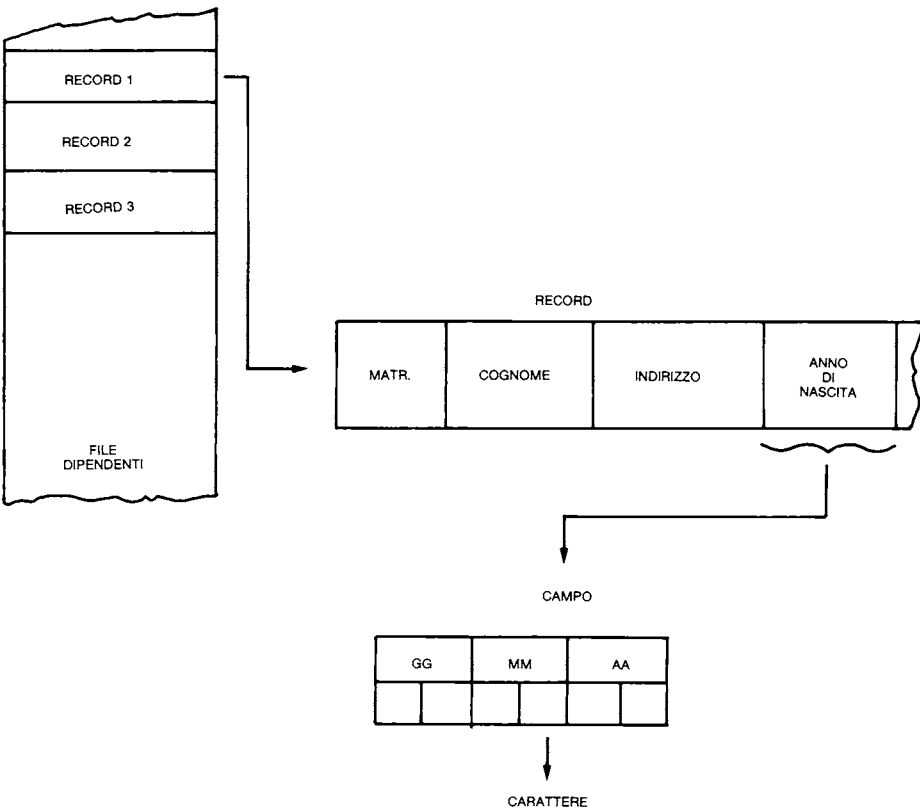 RECORD 1
RECORD 2
RECORD 3
FILE
DIPENDENTI
RECORD
MATR.
COGNOME
INDIRIZZO
ANNO
DI
NASCITA
CAMPO
GG
MM
AA
CARATTERE